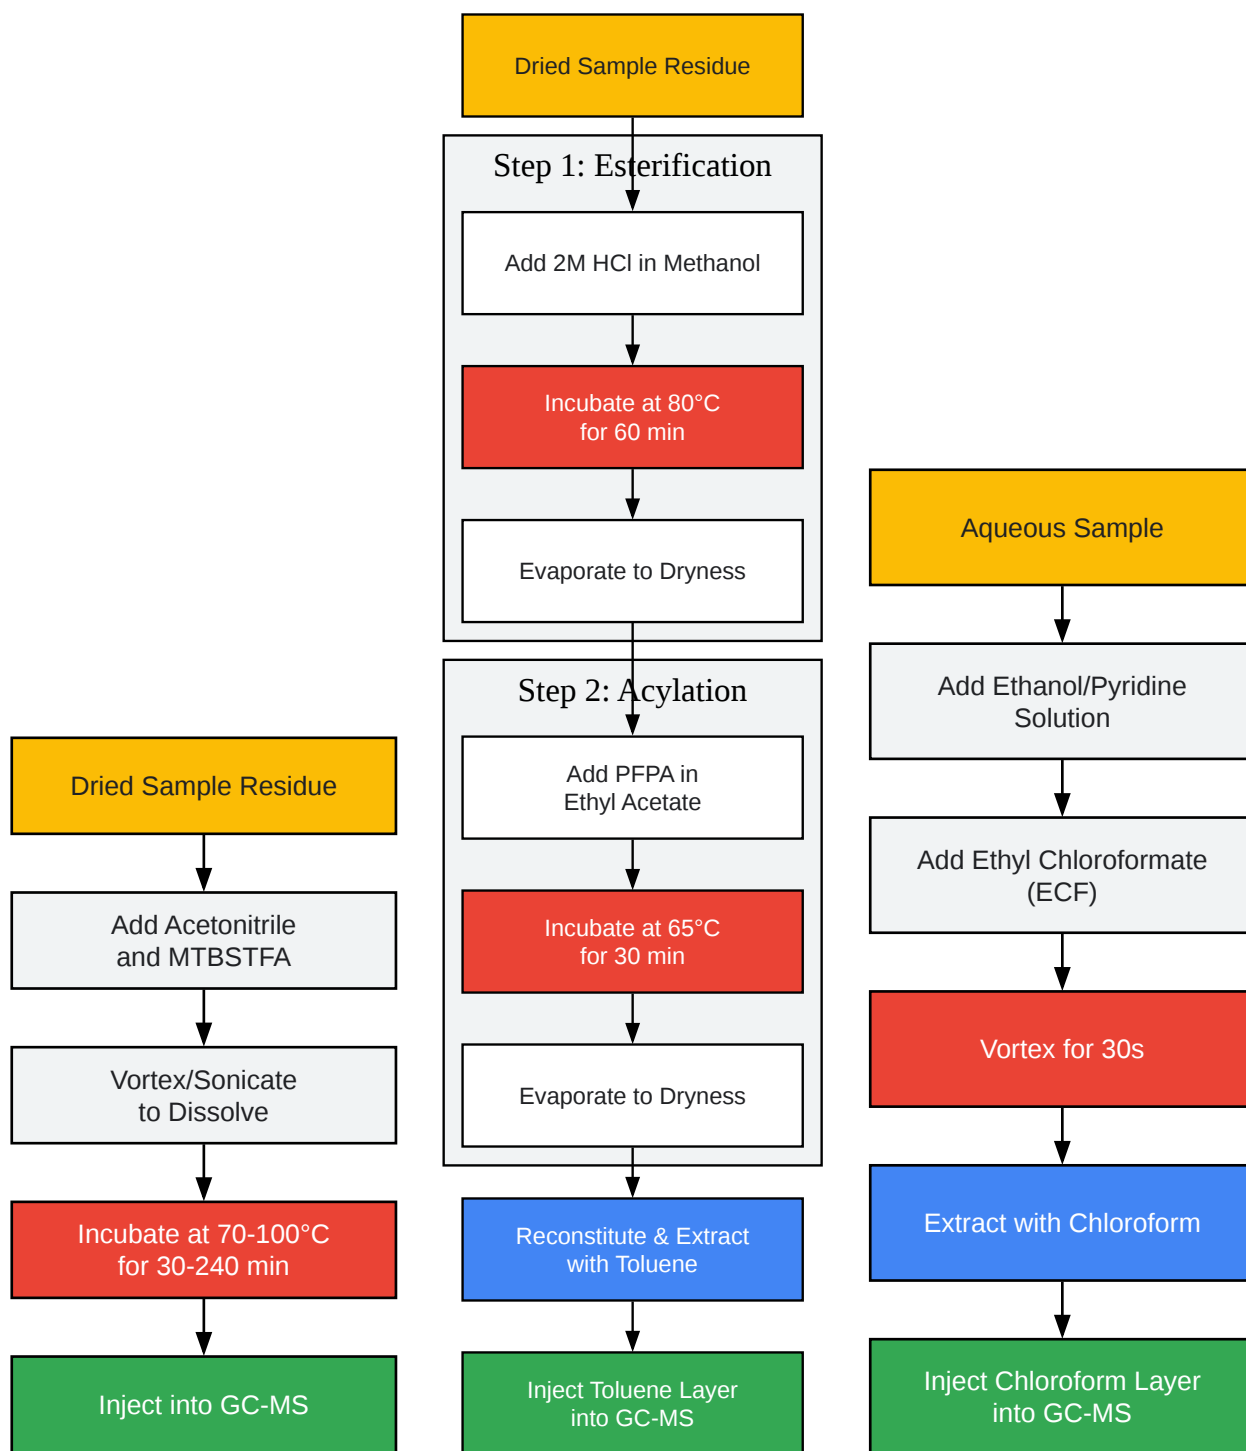 Dried Sample Residue
Add Acetonitrile
and MTBSTFA
Vortex/Sonicate
to Dissolve
Incubate at 70-100°C
for 30-240 min
Inject into GC-MS
Dried Sample Residue
Step 1: Esterification
Add 2M HCl in Methanol
Incubate at 80°C
for 60 min
Evaporate to Dryness
Step 2: Acylation
Add PFPA in
Ethyl Acetate
Incubate at 65°C
for 30 min
Evaporate to Dryness
Reconstitute & Extract
with Toluene
Inject Toluene Layer
into GC-MS
Aqueous Sample
Add Ethanol/Pyridine
Solution
Add Ethyl Chloroformate
(ECF)
Vortex for 30s
Extract with Chloroform
Inject Chloroform Layer
into GC-MS